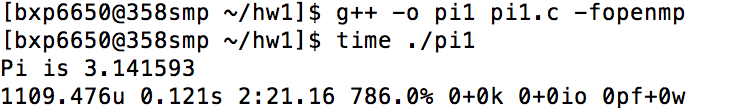 [bxp6650@358smp ~/hw1]$ g++ -o pi1 pi1.c -fopenmp
[bxp6650@358smp ~/hw1]$ time ./pi1
Pi is 3.141593
1109.476u 0.121s 2:21.16 786.0% 0+0k 0+0io 0pf+0w